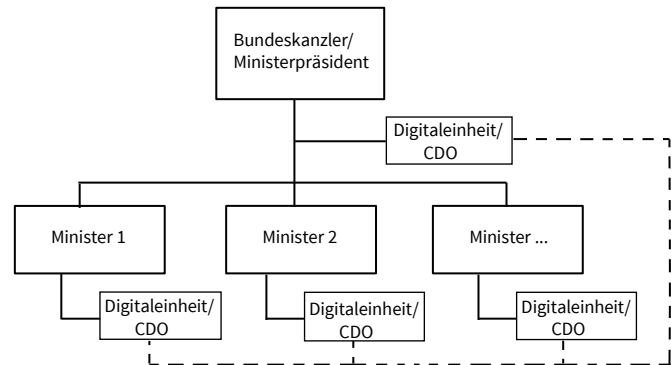 Bundeskanzler/
Ministerpräsident
Digitaleinheit/
CDO
Minister 1
Minister 2
Minister ...
Digitaleinheit/
CDO
Digitaleinheit/
CDO
Digitaleinheit/
CDO